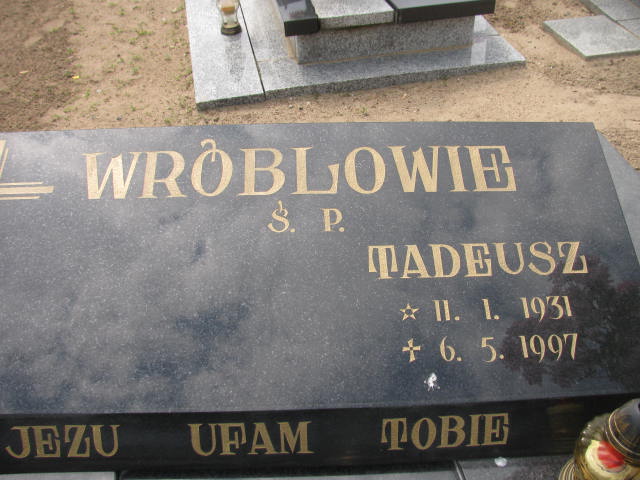 WRÓBLOWIE
Ś. P.
TADEUSZ
☆ 11. 1. 1931
✢ 6. 5. 1997
JEZU UFAM TOBIE